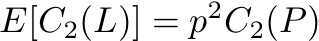 $E[C_2(L)] = p^2 C_2(P)$